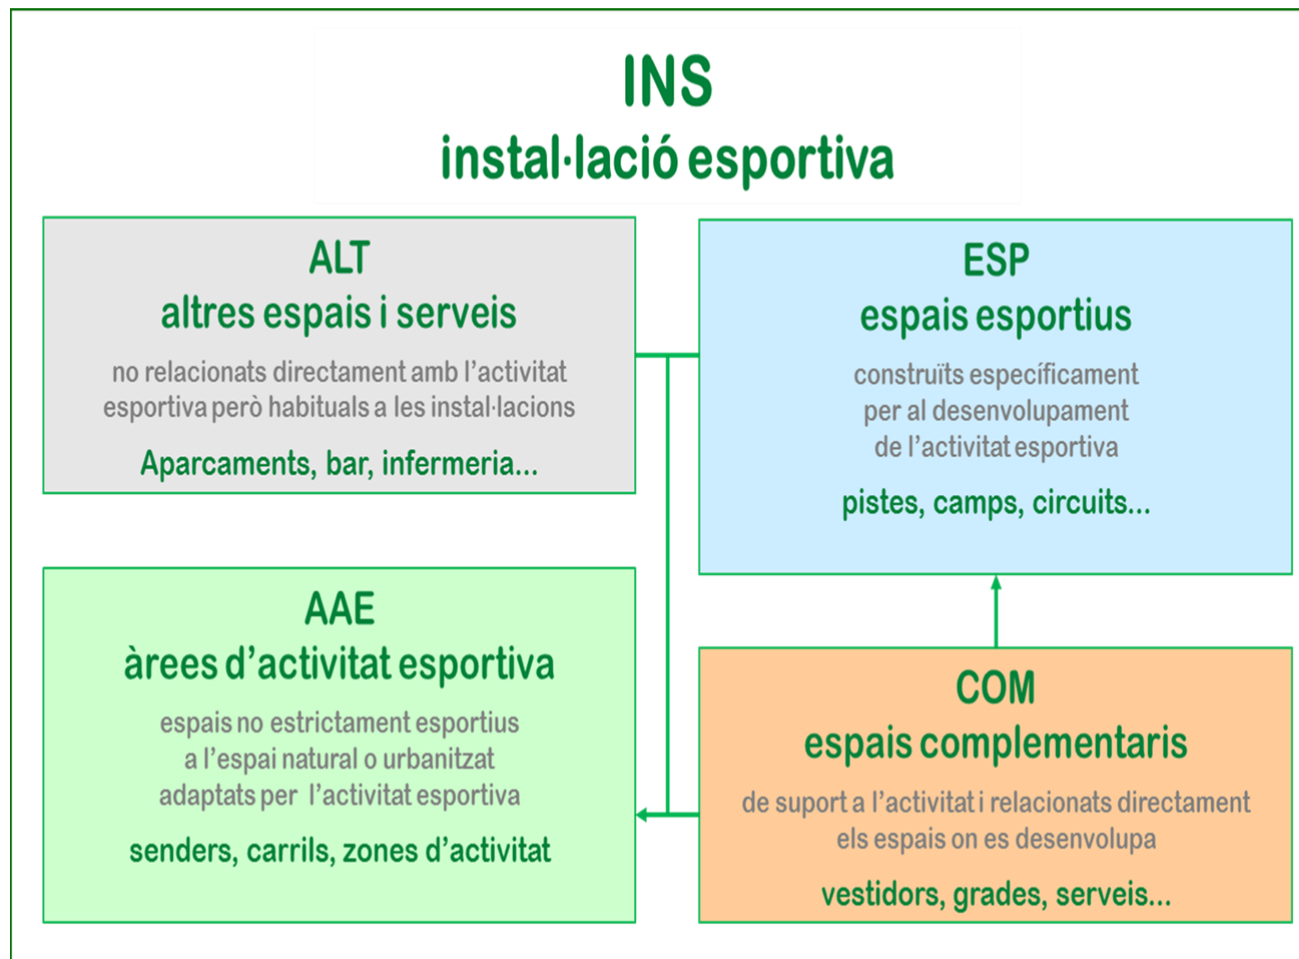 INS
instal·lació esportiva
ALT
altres espais i serveis
no relacionats directament amb l'activitat
esportiva però habituals a les instal·lacions
Aparcaments, bar, infermeria...
ESP
espais esportius
construïts específicament
per al desenvolupament
de l'activitat esportiva
pistes, camps, circuits...
AAE
àrees d'activitat esportiva
espais no estrictament esportius
a l'espai natural o urbanitzat
adaptats per l'activitat esportiva
senders, carrils, zones d'activitat
COM
espais complementaris
de suport a l'activitat i relacionats directament
els espais on es desenvolupa
vestidors, grades, serveis...